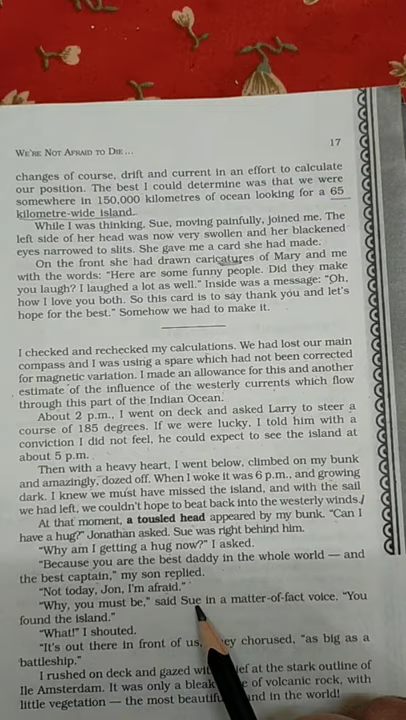 WE'RE NOT AFRAID TO DIE ...
17
changes of course, drift and current in an effort to calculate
our position. The best I could determine was that we were
somewhere in 150,000 kilometres of ocean looking for a 65
kilometre-wide island.
While I was thinking, Sue, moving painfully, joined me. The
left side of her head was now very swollen and her blackened
eyes narrowed to slits. She gave me a card she had made.
On the front she had drawn caricatures of Mary and me
with the words: “Here are some funny people. Did they make
you laugh? I laughed a lot as well.” Inside was a message: “Oh,
how I love you both. So this card is to say thank you and let's
hope for the best.” Somehow we had to make it.
I checked and rechecked my calculations. We had lost our main
compass and I was using a spare which had not been corrected
for magnetic variation. I made an allowance for this and another
estimate of the influence of the westerly currents which flow
through this part of the Indian Ocean.
About 2 p.m., I went on deck and asked Larry to steer a
course of 185 degrees. If we were lucky, I told him with a
conviction I did not feel, he could expect to see the island at
about 5 p.m.
Then with a heavy heart, I went below, climbed on my bunk
and amazingly, dozed off. When I woke it was 6 p.m., and growing
dark. I knew we must have missed the island, and with the sail
we had left, we couldn't hope to beat back into the westerly winds.
At that moment, a tousled head appeared by my bunk. “Can I
have a hug?” Jonathan asked. Sue was right behind him.
“Why am I getting a hug now?” I asked.
“Because you are the best daddy in the whole world — and
the best captain,” my son replied.
“Not today, Jon, I'm afraid.”
“Why, you must be,” said Sue in a matter-of-fact voice. “You
found the island.”
“What!” I shouted.
“It's out there in front of us,” they chorused, “as big as a
battleship.”
I rushed on deck and gazed with relief at the stark outline of
Ile Amsterdam. It was only a bleak of volcanic rock, with
little vegetation — the most beautiful island in the world!